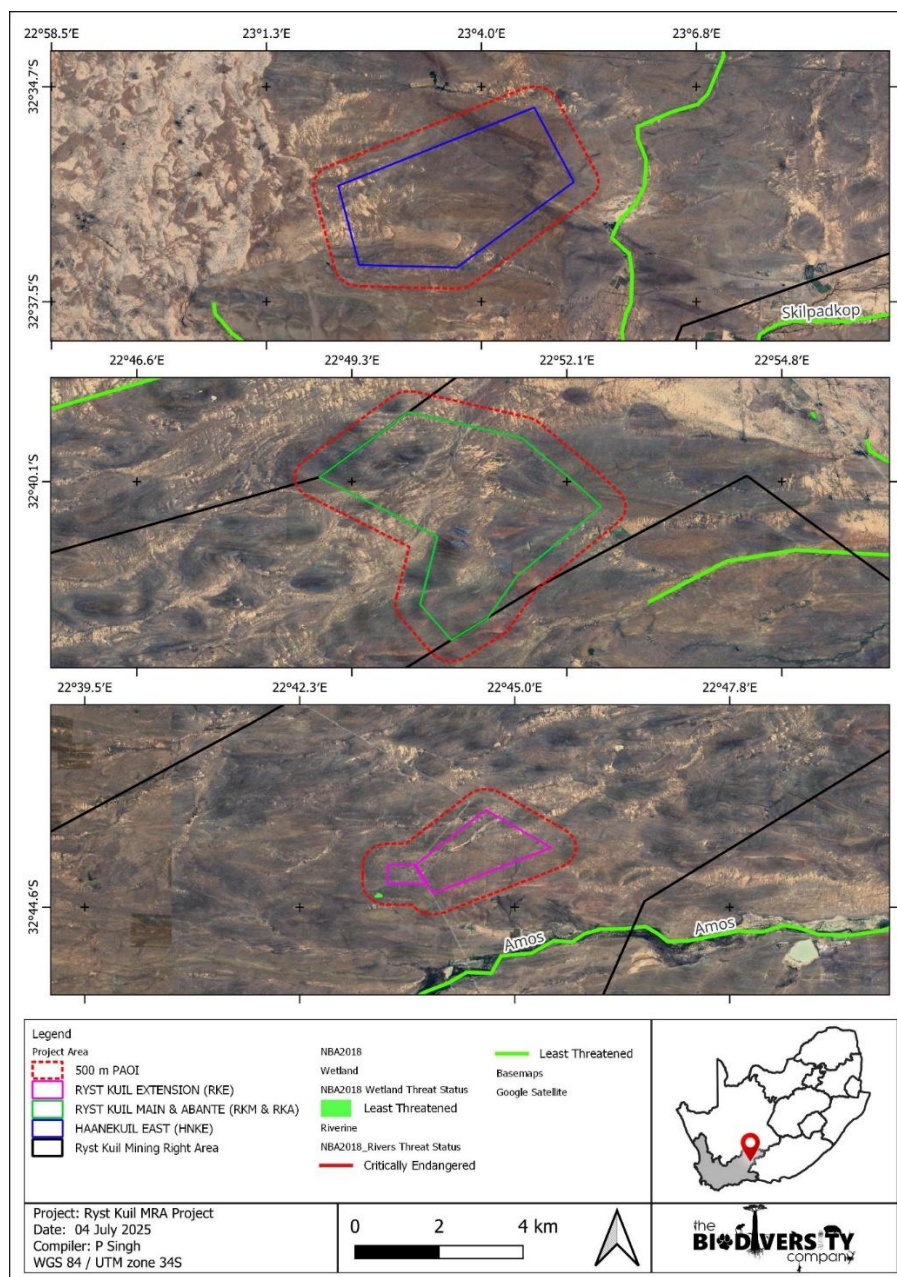 22°58.5'E 23°1.3'E 23°4.0'E 23°6.8'E
32°34.7'S
32°37.5'S
Skilpadkop
22°46.6'E 22°49.3'E 22°52.1'E 22°54.8'E
32°40.1'S
22°39.5'E 22°42.3'E 22°45.0'E 22°47.8'E
32°44.6'S
Amos
Amos
Legend
Project Area
500 m PAOI
RYST KUIL EXTENSION (RKE)
RYST KUIL MAIN & ABANTE (RKM & RKA)
HAANEKUIL EAST (HNKE)
Ryst Kuil Mining Right Area
NBA2018
Wetland
NBA2018 Wetland Threat Status
Least Threatened
Riverine
NBA2018_Rivers Threat Status
Critically Endangered
Least Threatened
Basemaps
Google Satellite
Project: Ryst Kuil MRA Project
Date: 04 July 2025
Compiler: P Singh
WGS 84 / UTM zone 34S
0 2 4 km
the
BIODIVERSITY
company